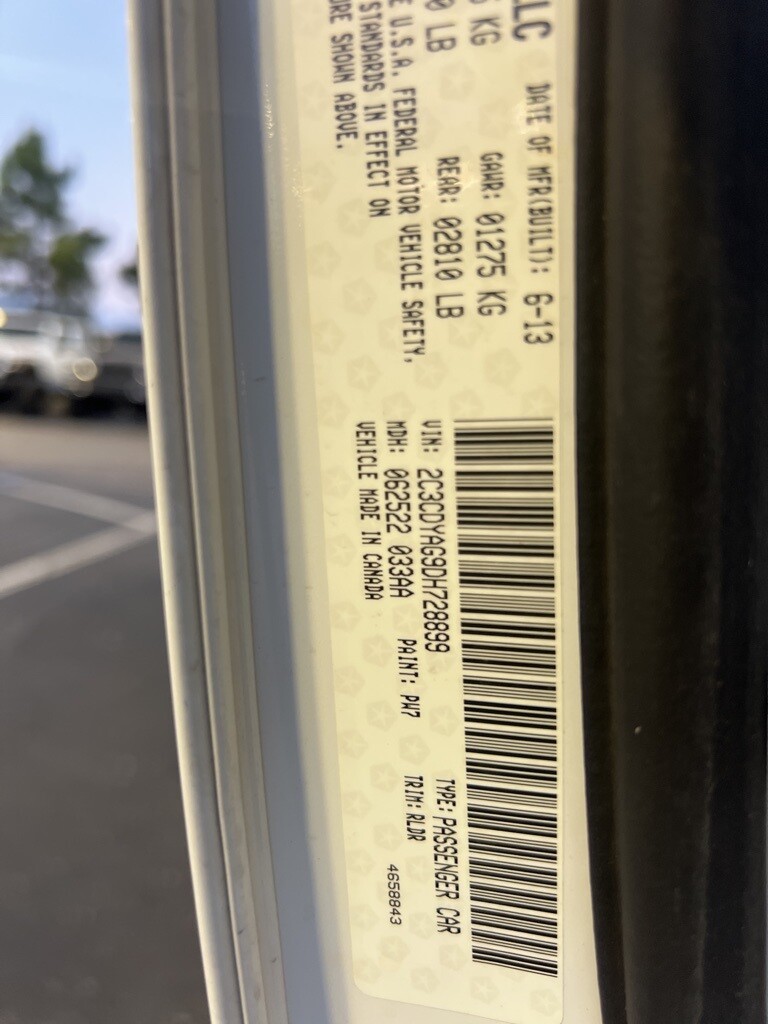 LLC DATE OF MFR(BUILT): 6-13
KG GAWR: 01275 KG
0 LB REAR: 02810 LB
U.S.A. FEDERAL MOTOR VEHICLE SAFETY,
STANDARDS IN EFFECT ON
SHOWN ABOVE.
VIN: 2C3CDYAG9DH728899 TYPE: PASSENGER CAR
MDH: 062522 033AA PAINT: PW7 TRIM: RLDR
VEHICLE MADE IN CANADA 4658843